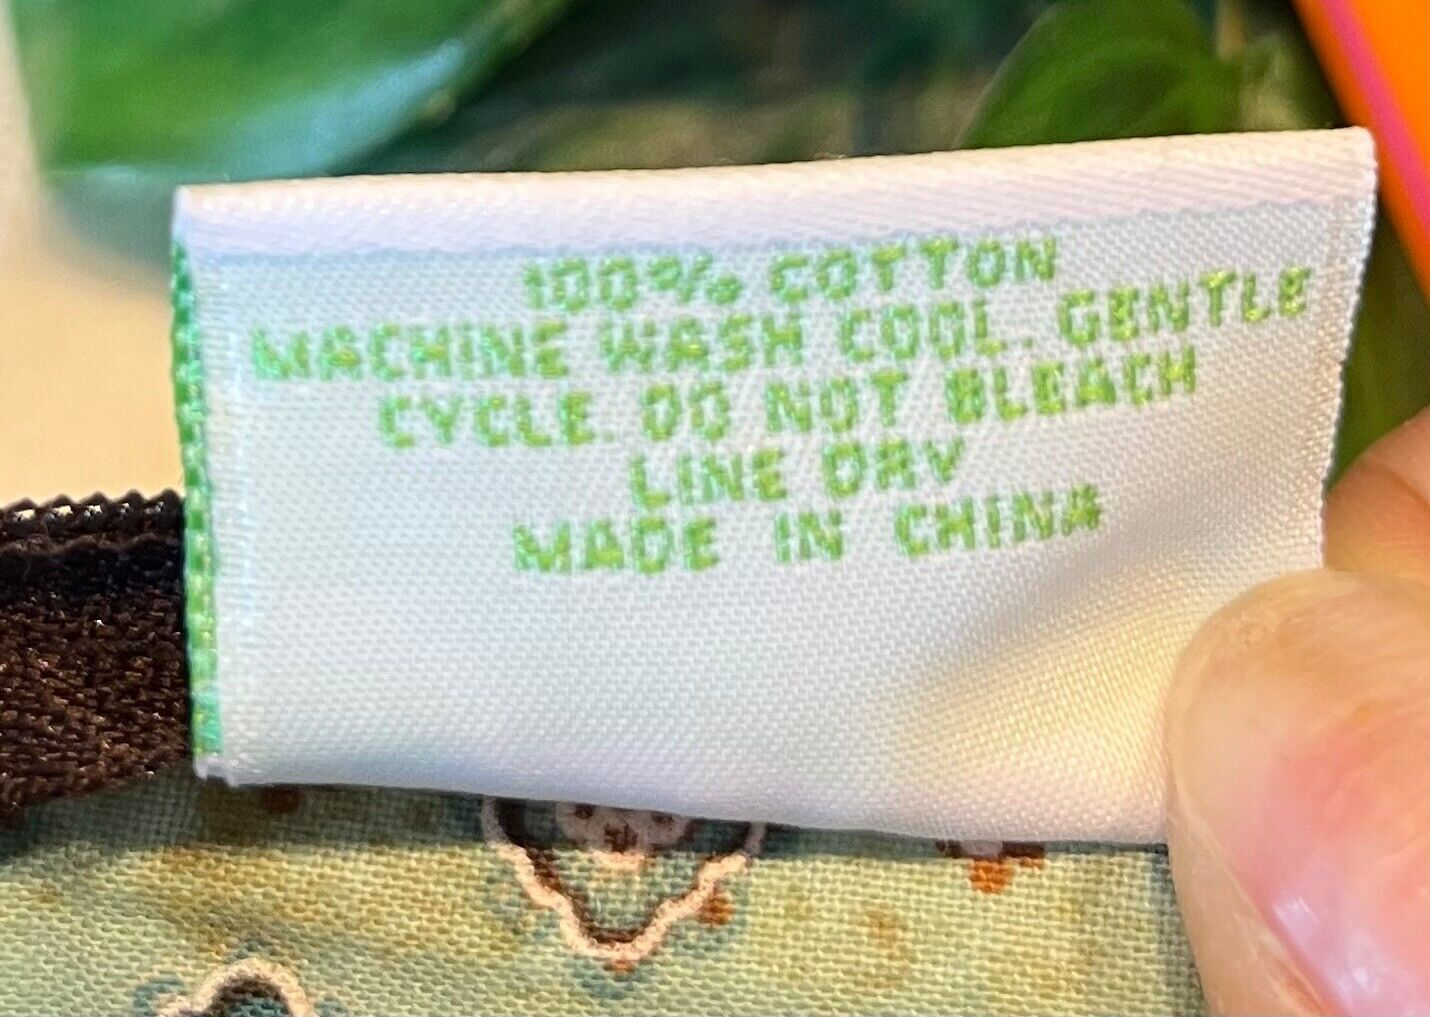 100% COTTON
MACHINE WASH COOL. GENTLE
CYCLE. DO NOT BLEACH
LINE DRY
MADE IN CHINA